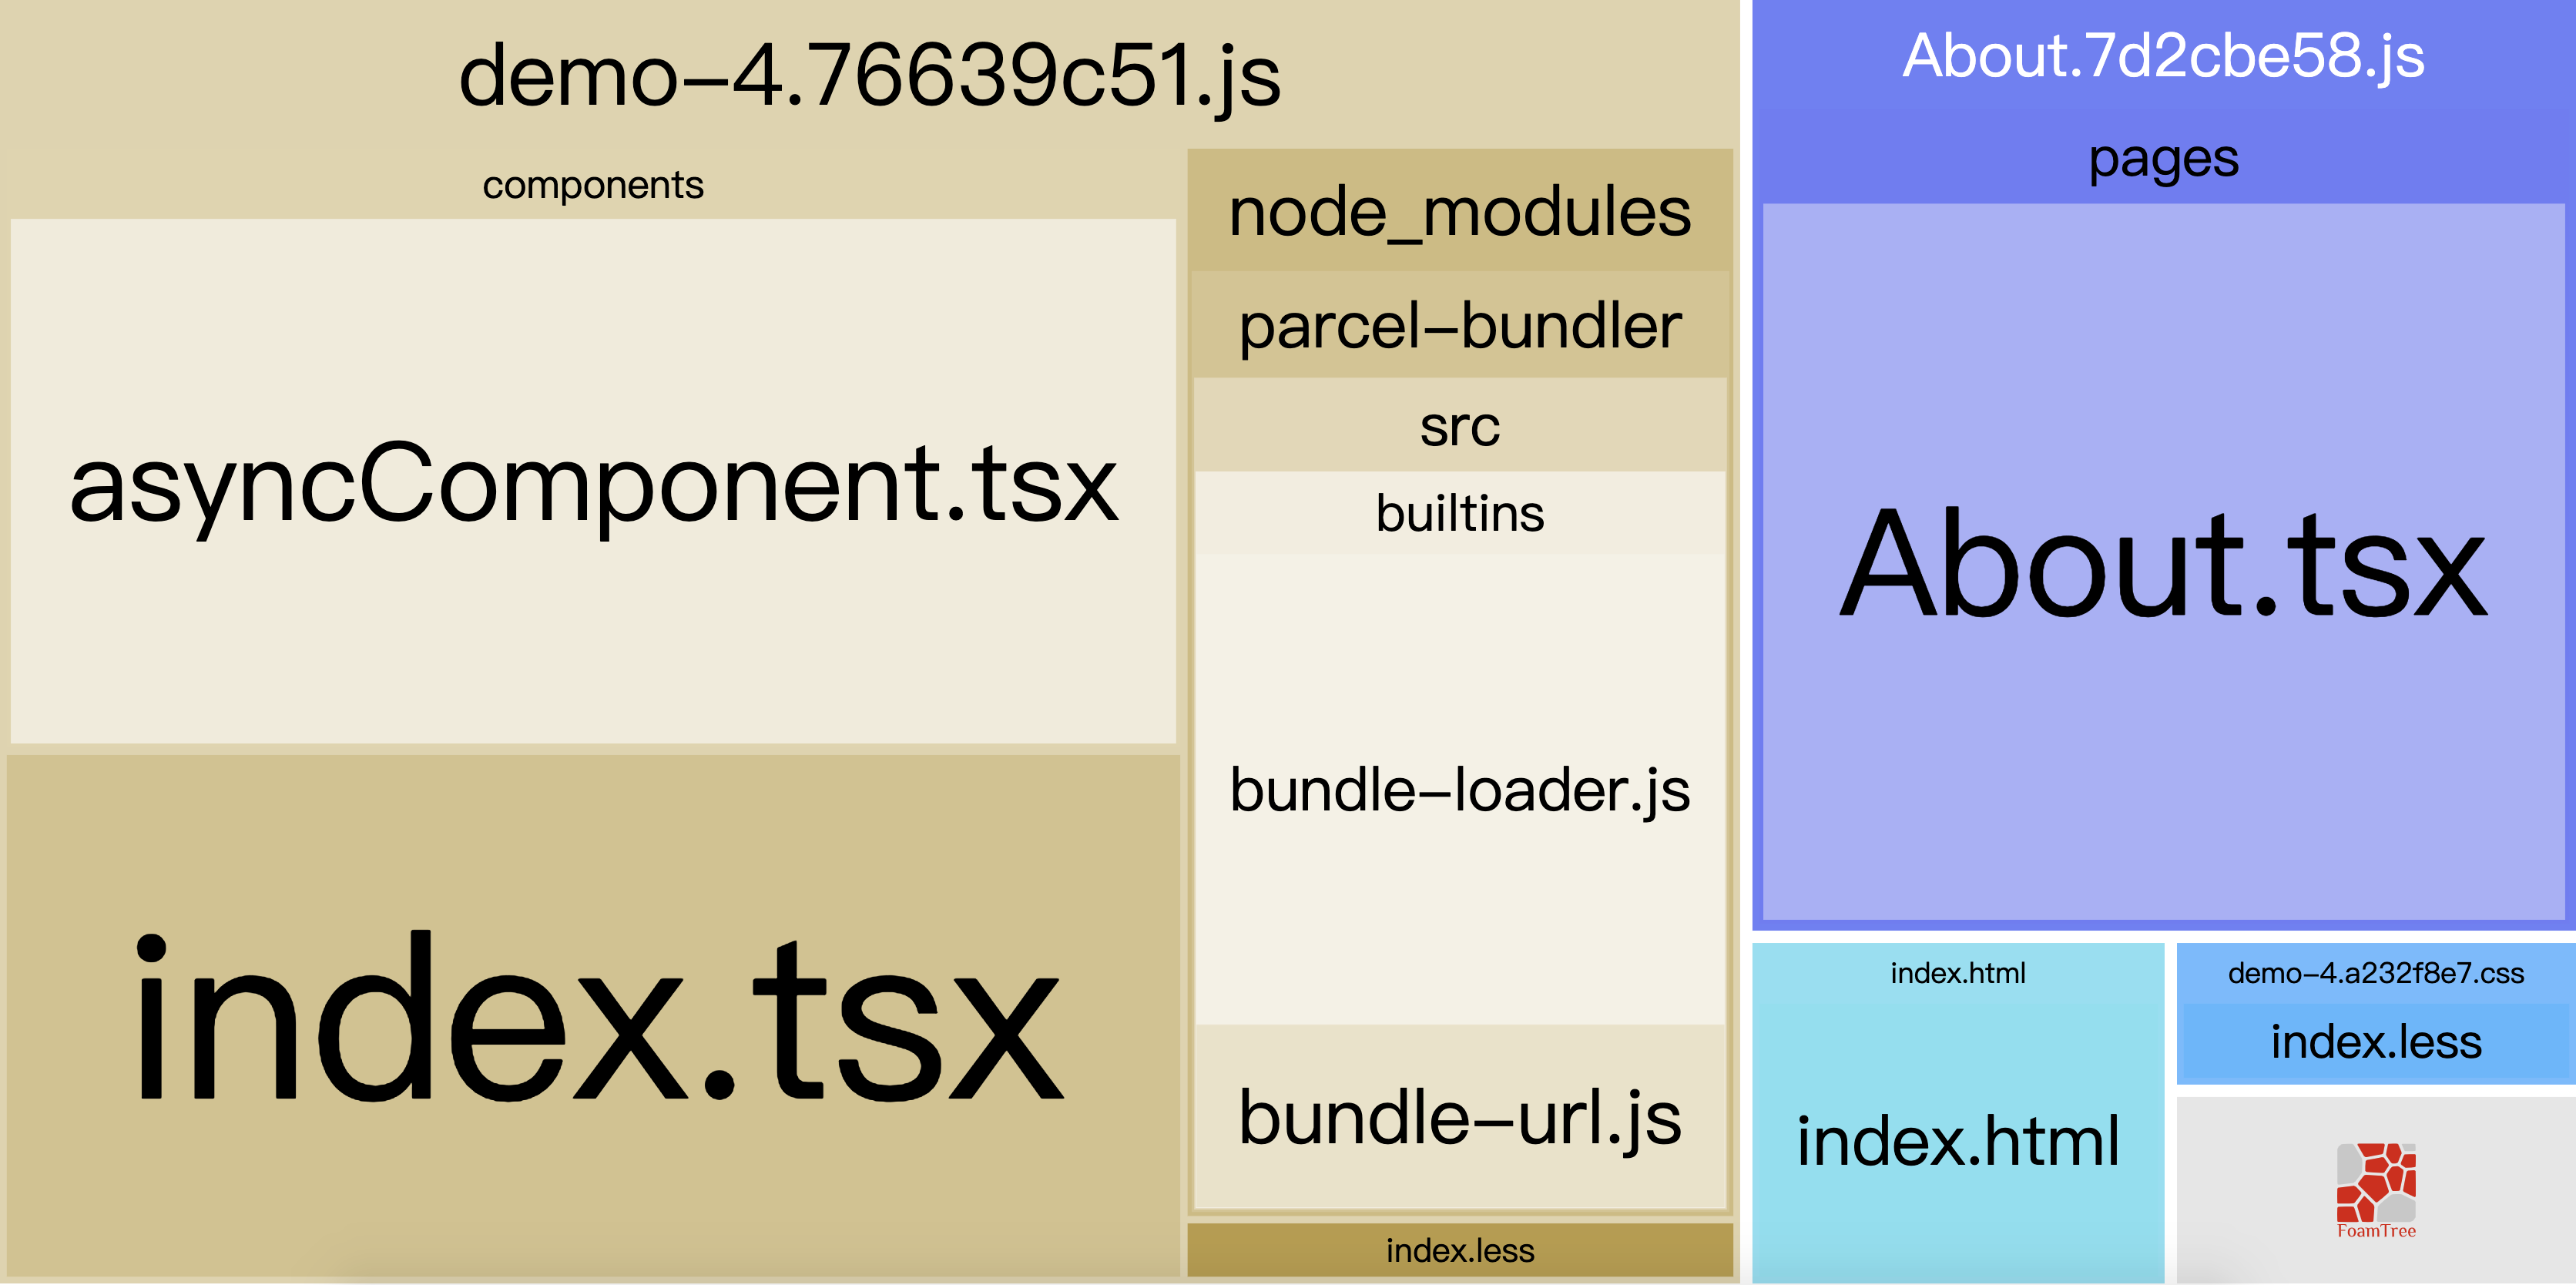 demo-4.76639c51.js
components
asyncComponent.tsx
index.tsx
node_modules
parcel-bundler
src
builtins
bundle-loader.js
bundle-url.js
index.less
About.7d2cbe58.js
pages
About.tsx
index.html
index.html
demo-4.a232f8e7.css
index.less
FoamTree